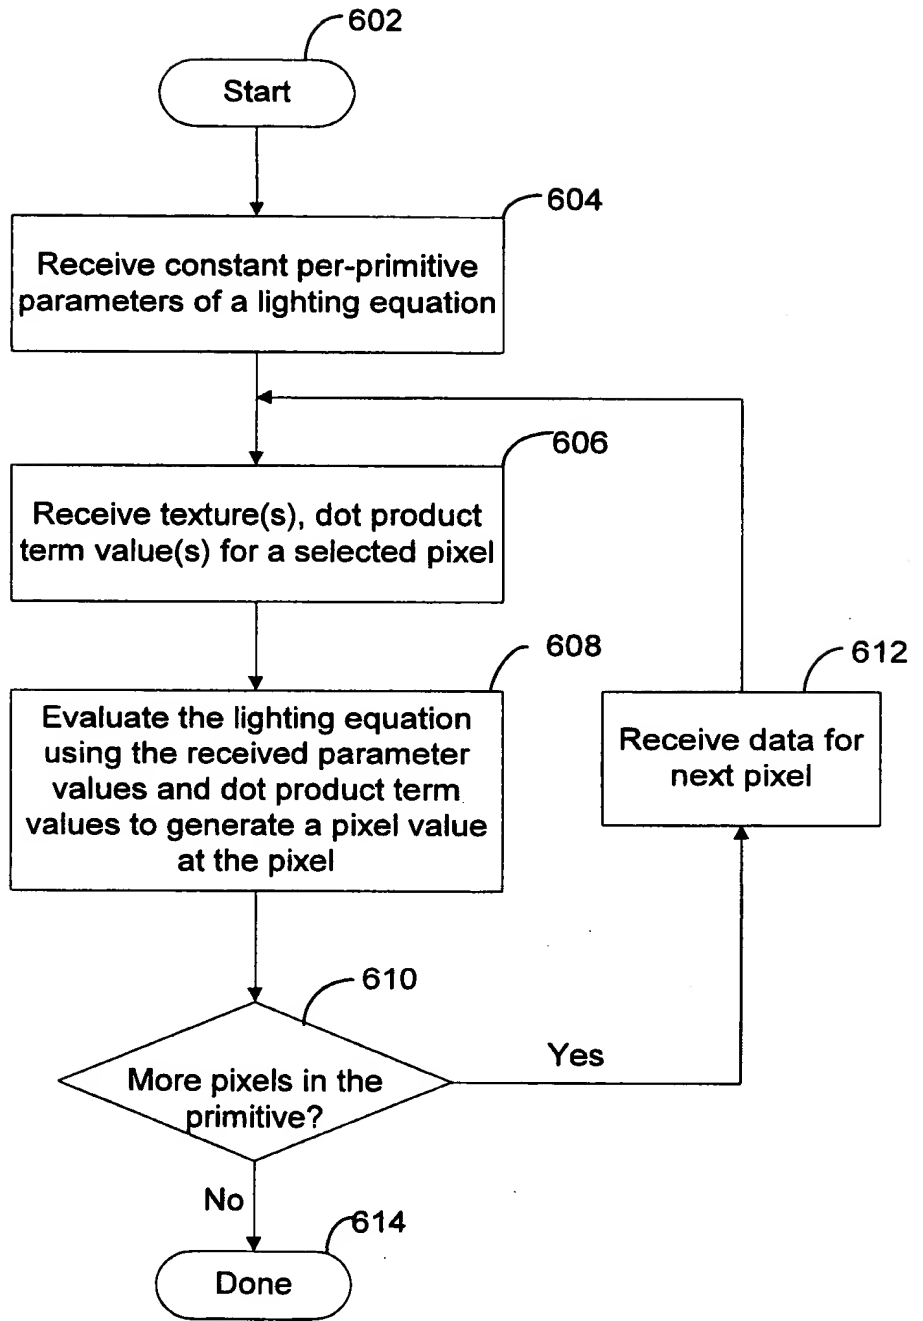 602
Start
604
Receive constant per-primitive
parameters of a lighting equation
606
Receive texture(s), dot product
term value(s) for a selected pixel
608
Evaluate the lighting equation
using the received parameter
values and dot product term
values to generate a pixel value
at the pixel
612
Receive data for
next pixel
610
More pixels in the
primitive?
Yes
No
614
Done